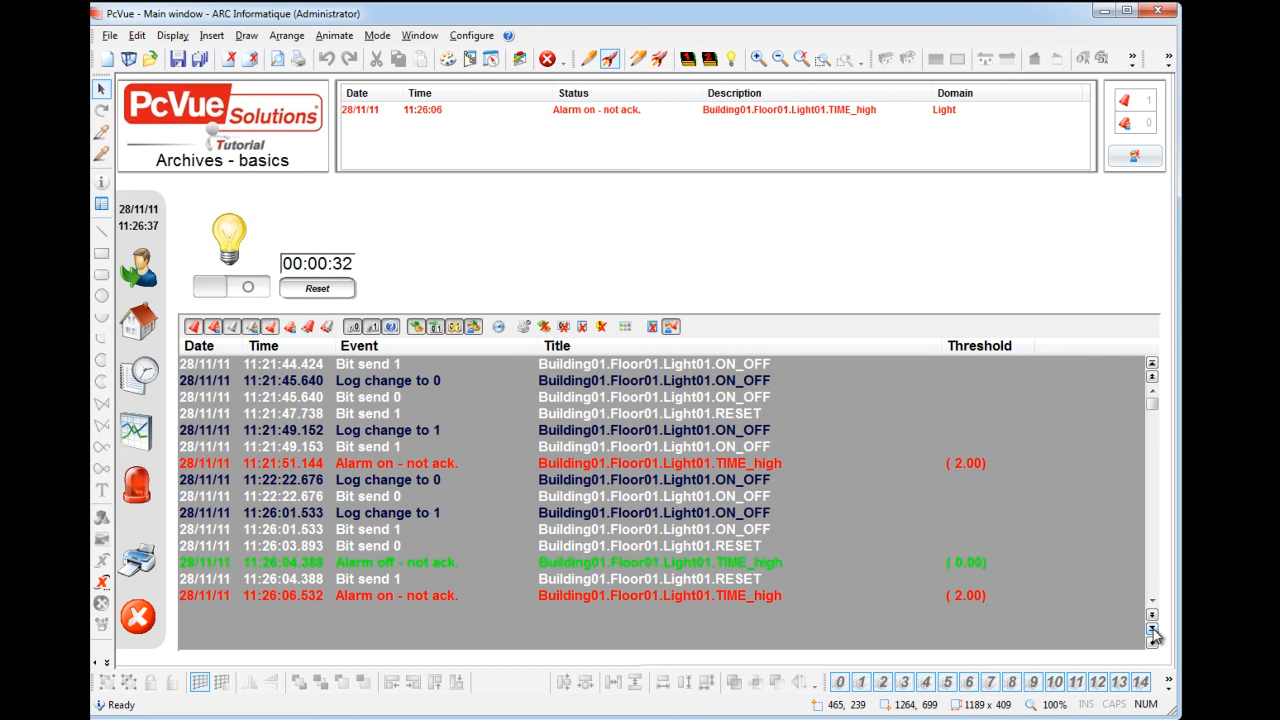 PcVue - Main window - ARC Informatique (Administrator)
File Edit Display Insert Draw Arrange Animate Mode Window Configure
PcVue Solutions
i Tutorial
Archives - basics
Date Time Status Description Domain
28/11/11 11:26:06 Alarm on - not ack. Building01.Floor01.Light01.TIME_high Light
1
0
28/11/11
11:26:37
00:00:32
Reset
Date Time Event Title Threshold
28/11/11 11:21:44.424 Bit send 1 Building01.Floor01.Light01.ON_OFF
28/11/11 11:21:45.640 Log change to 0 Building01.Floor01.Light01.ON_OFF
28/11/11 11:21:45.640 Bit send 0 Building01.Floor01.Light01.ON_OFF
28/11/11 11:21:47.738 Bit send 1 Building01.Floor01.Light01.RESET
28/11/11 11:21:49.152 Log change to 1 Building01.Floor01.Light01.ON_OFF
28/11/11 11:21:49.153 Bit send 1 Building01.Floor01.Light01.ON_OFF
28/11/11 11:21:51.144 Alarm on - not ack. Building01.Floor01.Light01.TIME_high ( 2.00)
28/11/11 11:22:22.676 Log change to 0 Building01.Floor01.Light01.ON_OFF
28/11/11 11:22:22.676 Bit send 0 Building01.Floor01.Light01.ON_OFF
28/11/11 11:26:01.533 Log change to 1 Building01.Floor01.Light01.ON_OFF
28/11/11 11:26:01.533 Bit send 1 Building01.Floor01.Light01.ON_OFF
28/11/11 11:26:03.893 Bit send 0 Building01.Floor01.Light01.RESET
28/11/11 11:26:04.388 Alarm off - not ack. Building01.Floor01.Light01.TIME_high ( 0.00)
28/11/11 11:26:04.388 Bit send 1 Building01.Floor01.Light01.RESET
28/11/11 11:26:06.532 Alarm on - not ack. Building01.Floor01.Light01.TIME_high ( 2.00)
0 1 2 3 4 5 6 7 8 9 10 11 12 13 14
Ready 465, 239 1264, 699 1189 x 409 100% INS CAPS NUM